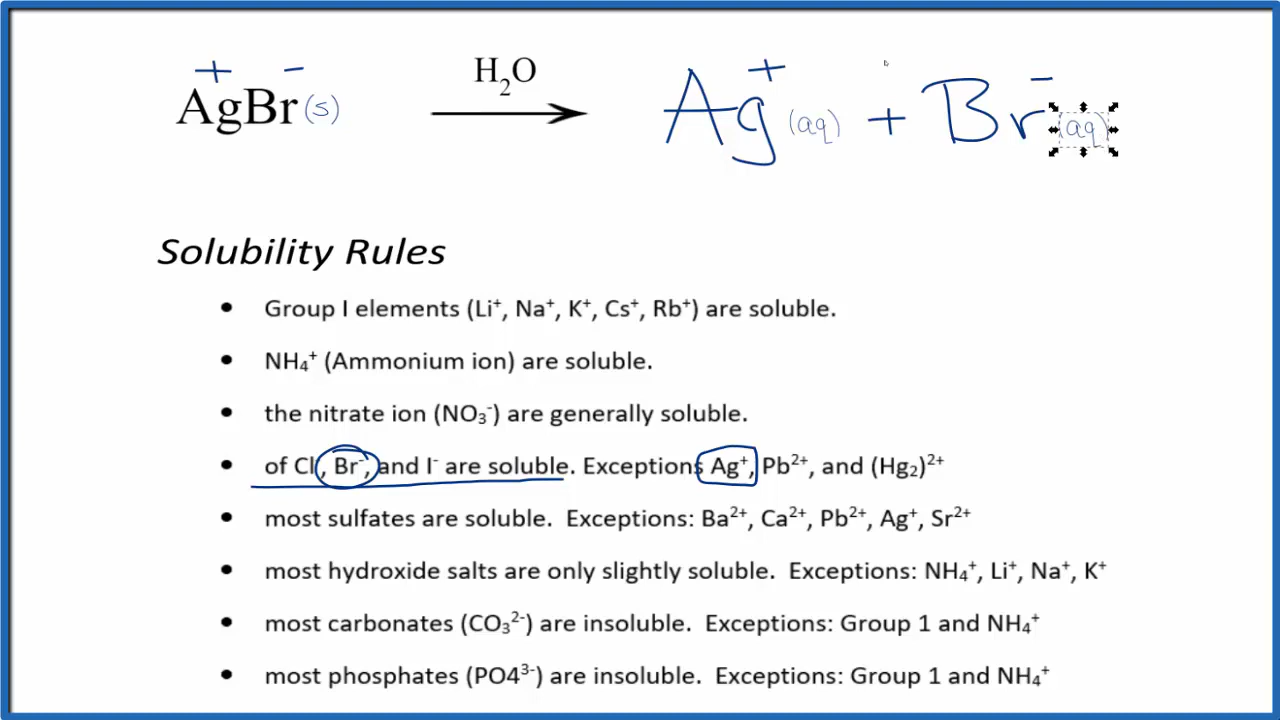 AgBr(s) H₂O Ag⁺(aq) + Br⁻(aq)
Solubility Rules
• Group I elements (Li⁺, Na⁺, K⁺, Cs⁺, Rb⁺) are soluble.
• NH₄⁺ (Ammonium ion) are soluble.
• the nitrate ion (NO₃⁻) are generally soluble.
• of Cl, Br⁻, and I⁻ are soluble. Exceptions Ag⁺, Pb²⁺, and (Hg₂)²⁺
• most sulfates are soluble. Exceptions: Ba²⁺, Ca²⁺, Pb²⁺, Ag⁺, Sr²⁺
• most hydroxide salts are only slightly soluble. Exceptions: NH₄⁺, Li⁺, Na⁺, K⁺
• most carbonates (CO₃²⁻) are insoluble. Exceptions: Group 1 and NH₄⁺
• most phosphates (PO4³⁻) are insoluble. Exceptions: Group 1 and NH₄⁺